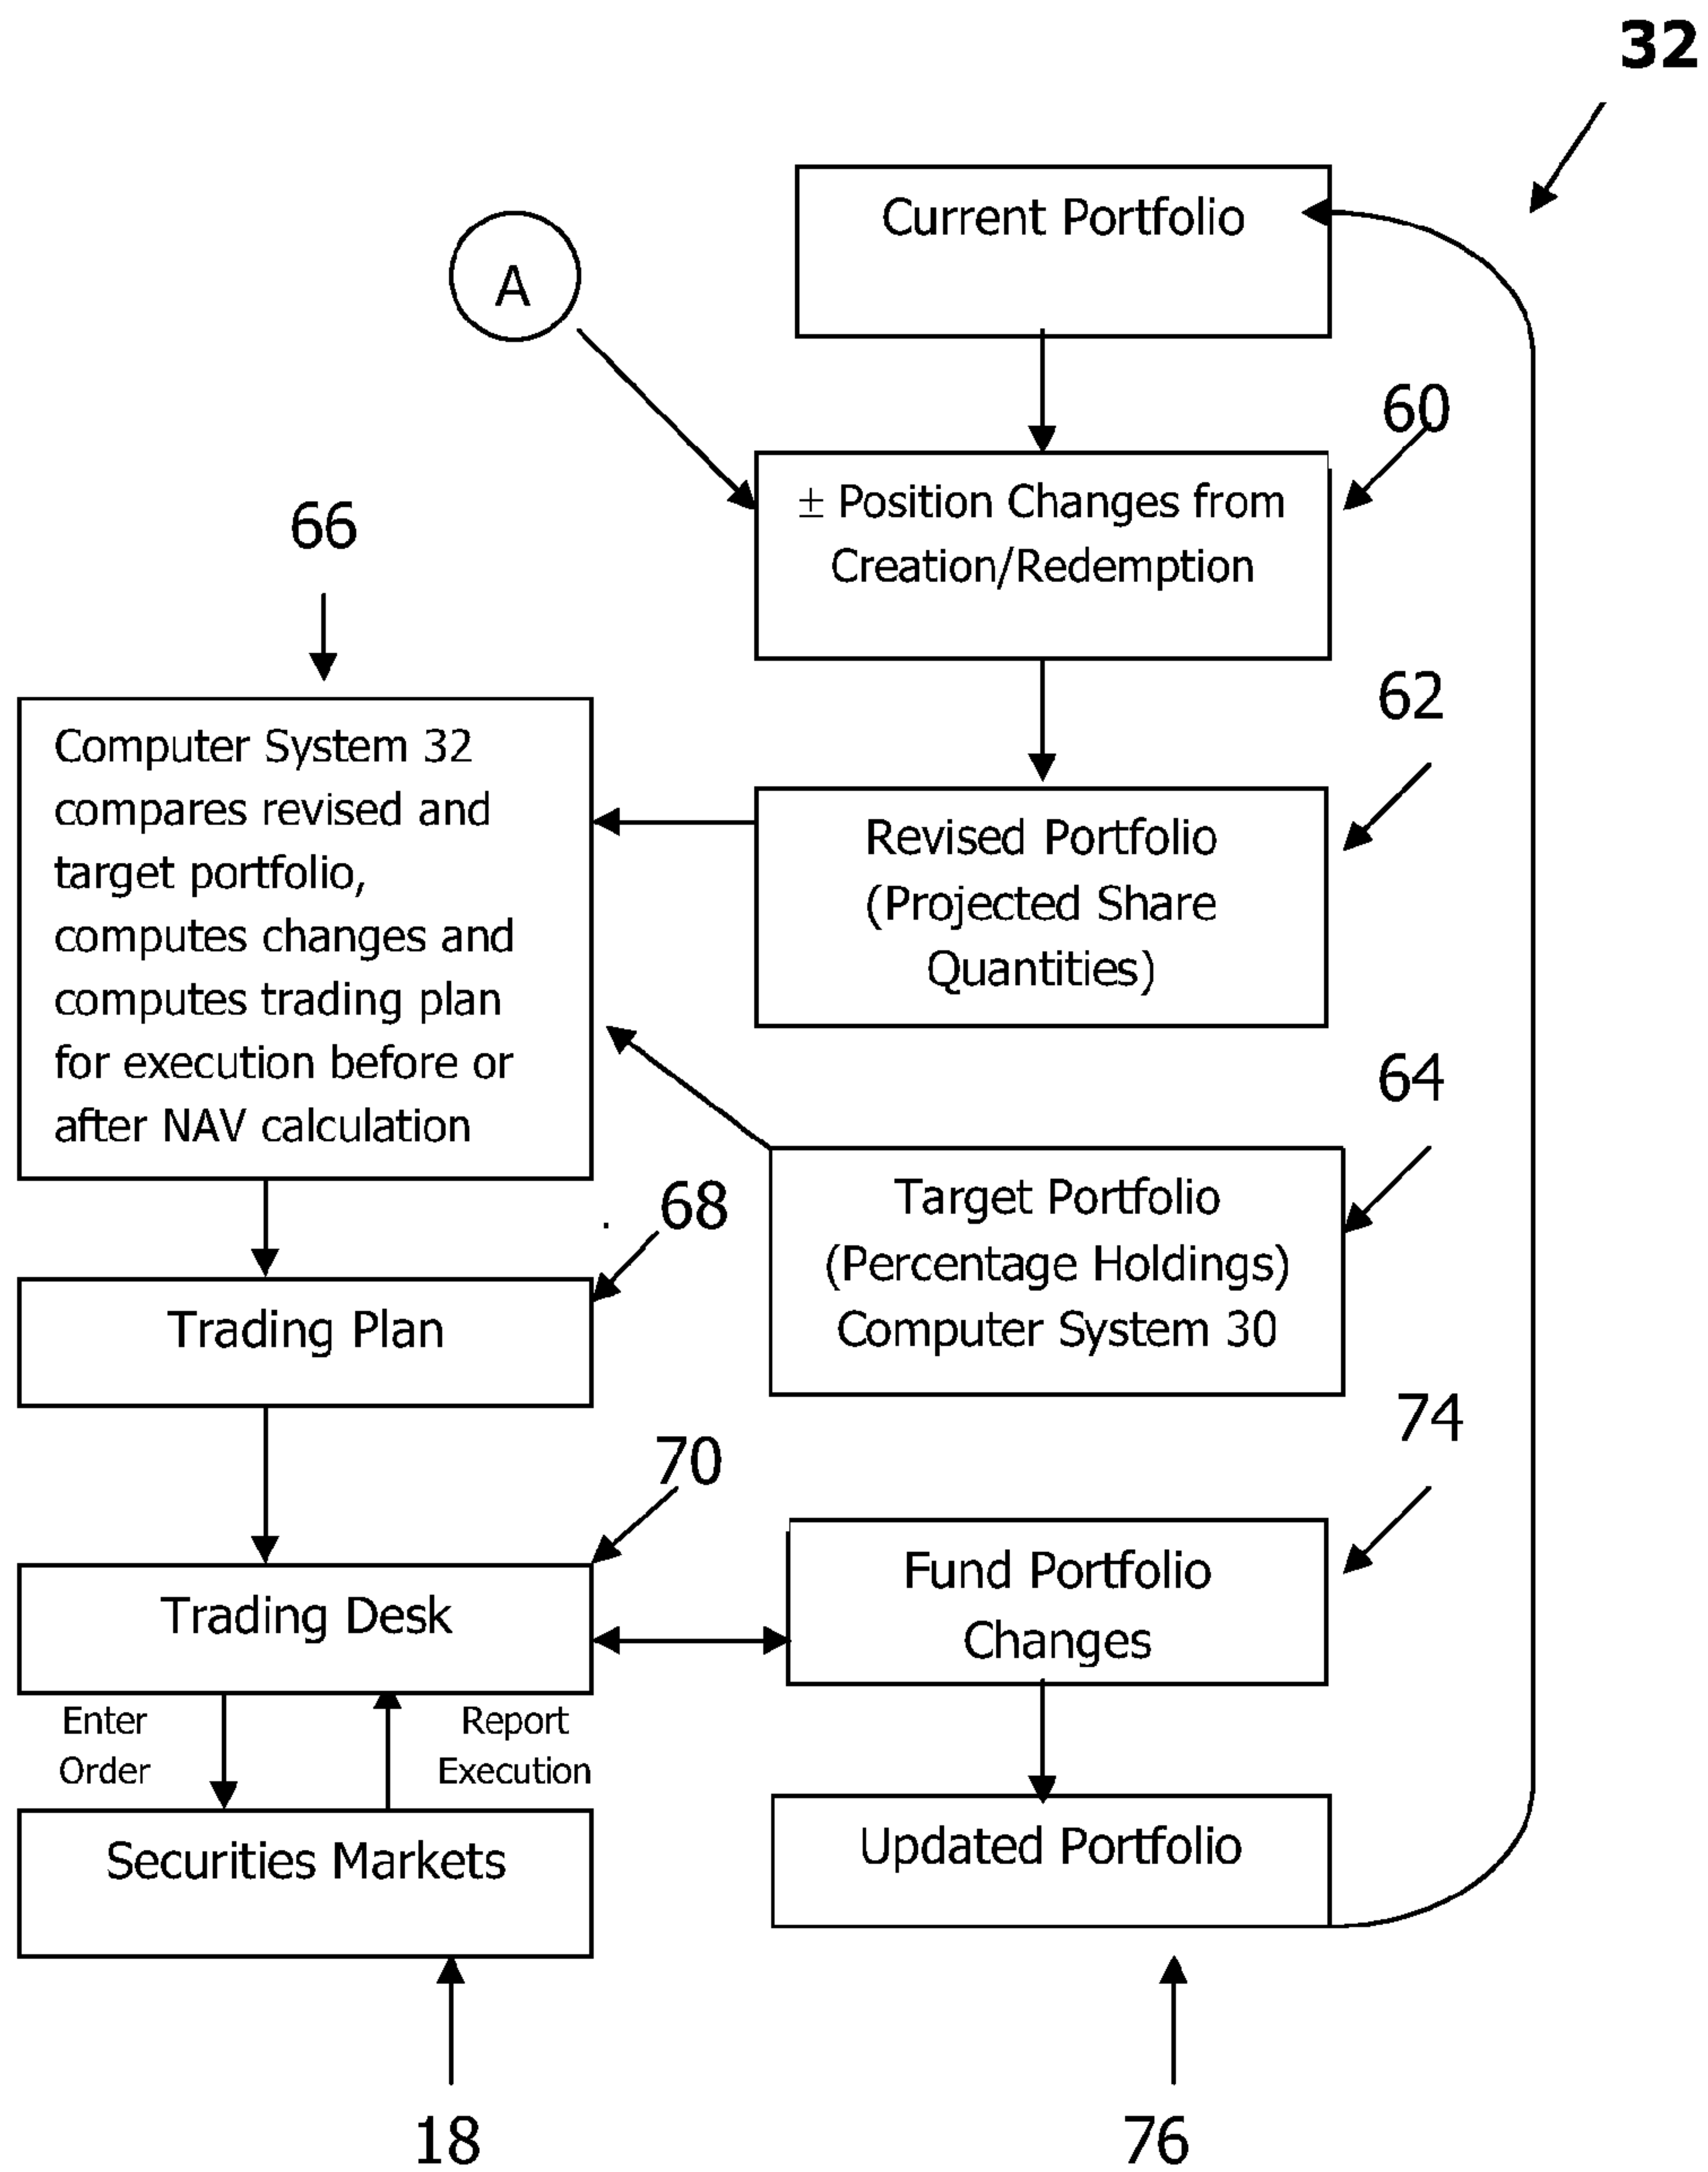 32
Current Portfolio
A
60
± Position Changes from
Creation/Redemption
66
62
Computer System 32
compares revised and
target portfolio,
computes changes and
computes trading plan
for execution before or
after NAV calculation
Revised Portfolio
(Projected Share
Quantities)
64
68
Target Portfolio
(Percentage Holdings)
Computer System 30
Trading Plan
74
70
Fund Portfolio
Changes
Trading Desk
Enter
Order
Report
Execution
Securities Markets
Updated Portfolio
18
76